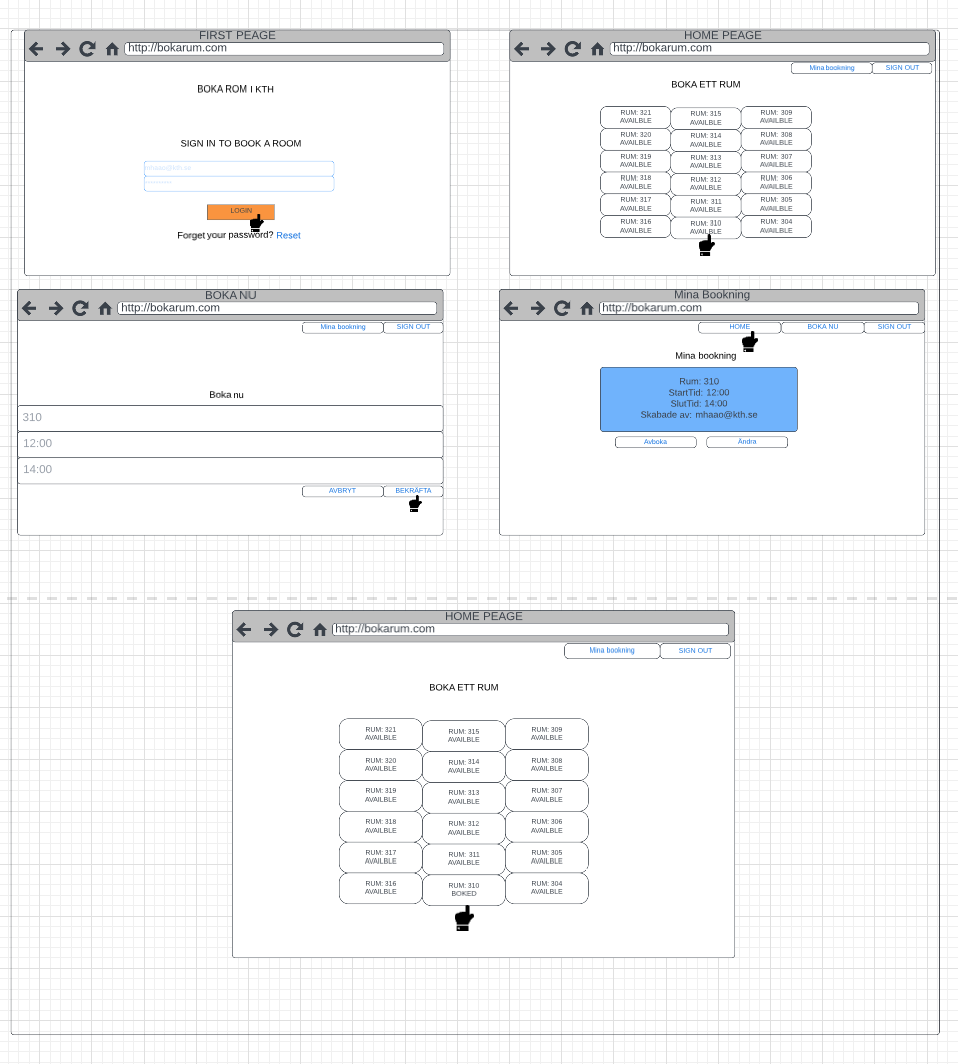 FIRST PEAGE
http://bokarum.com
BOKA ROM I KTH
SIGN IN TO BOOK A ROOM
mhaao@kth.se
LOGIN
Forget your password? Reset
HOME PEAGE
http://bokarum.com
Mina bookning
SIGN OUT
BOKA ETT RUM
RUM: 321
AVAILBLE
RUM: 315
AVAILBLE
RUM: 309
AVAILBLE
RUM: 320
AVAILBLE
RUM: 314
AVAILBLE
RUM: 308
AVAILBLE
RUM: 319
AVAILBLE
RUM: 313
AVAILBLE
RUM: 307
AVAILBLE
RUM: 318
AVAILBLE
RUM: 312
AVAILBLE
RUM: 306
AVAILBLE
RUM: 317
AVAILBLE
RUM: 311
AVAILBLE
RUM: 305
AVAILBLE
RUM: 316
AVAILBLE
RUM: 310
AVAILBLE
RUM: 304
AVAILBLE
BOKA NU
http://bokarum.com
Mina bookning
SIGN OUT
Boka nu
310
12:00
14:00
AVBRYT
BEKRÄFTA
Mina Bookning
http://bokarum.com
HOME
BOKA NU
SIGN OUT
Mina bookning
Rum: 310
StartTid: 12:00
SlutTid: 14:00
Skabade av: mhaao@kth.se
Avboka
Ändra
HOME PEAGE
http://bokarum.com
Mina bookning
SIGN OUT
BOKA ETT RUM
RUM: 321
AVAILBLE
RUM: 315
AVAILBLE
RUM: 309
AVAILBLE
RUM: 320
AVAILBLE
RUM: 314
AVAILBLE
RUM: 308
AVAILBLE
RUM: 319
AVAILBLE
RUM: 313
AVAILBLE
RUM: 307
AVAILBLE
RUM: 318
AVAILBLE
RUM: 312
AVAILBLE
RUM: 306
AVAILBLE
RUM: 317
AVAILBLE
RUM: 311
AVAILBLE
RUM: 305
AVAILBLE
RUM: 316
AVAILBLE
RUM: 310
BOKED
RUM: 304
AVAILBLE